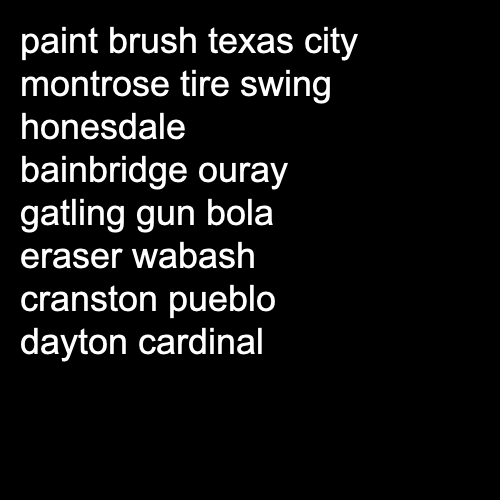 paint brush texas city
montrose tire swing
honesdale
bainbridge ouray
gatling gun bola
eraser wabash
cranston pueblo
dayton cardinal